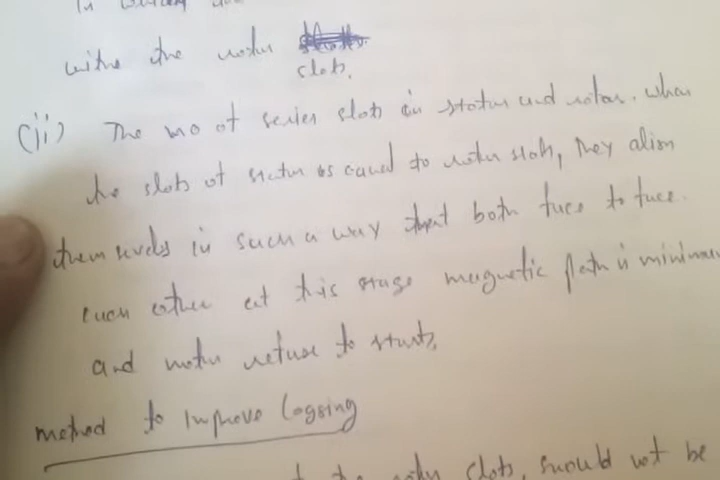 with the rotor
slots.
(ii) The no of series slots in stator and rotor. when
the slots of stator is equal to rotor slots, They align
themselves in such a way that both face to face.
each other at this stage magnetic path is minimum
and motor refuse to start,
method to improve Cogging
the rotor slots, should not be